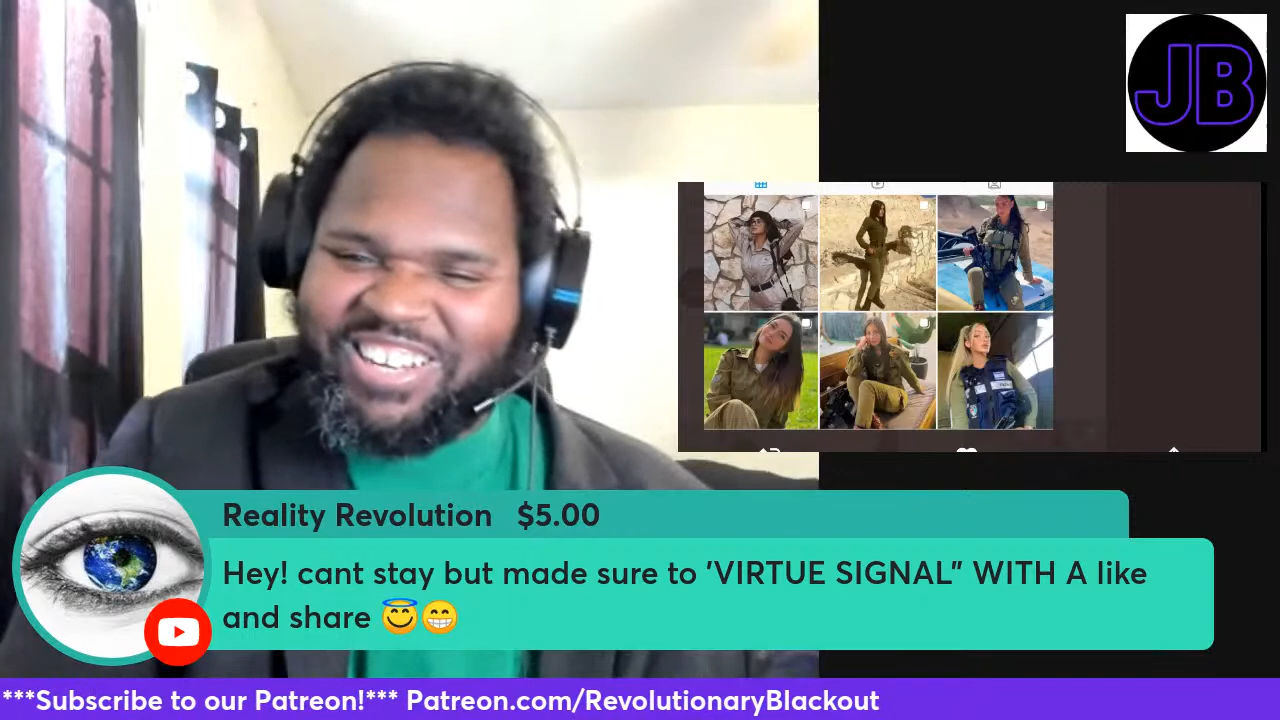 JB
Reality Revolution $5.00
Hey! cant stay but made sure to 'VIRTUE SIGNAL" WITH A like
and share 😇😁
***Subscribe to our Patreon!*** Patreon.com/RevolutionaryBlackout